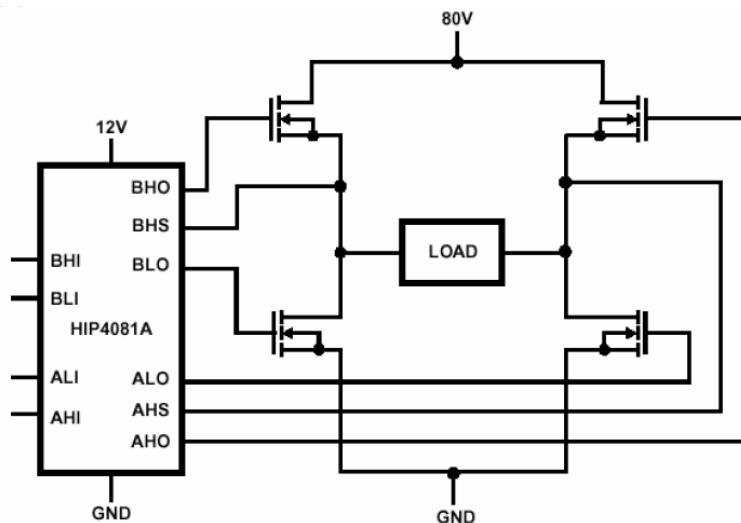 80V
12V
BHO
BHS
BLO
BHI
BLI
HIP4081A
ALI
AHI
ALO
AHS
AHO
LOAD
GND
GND